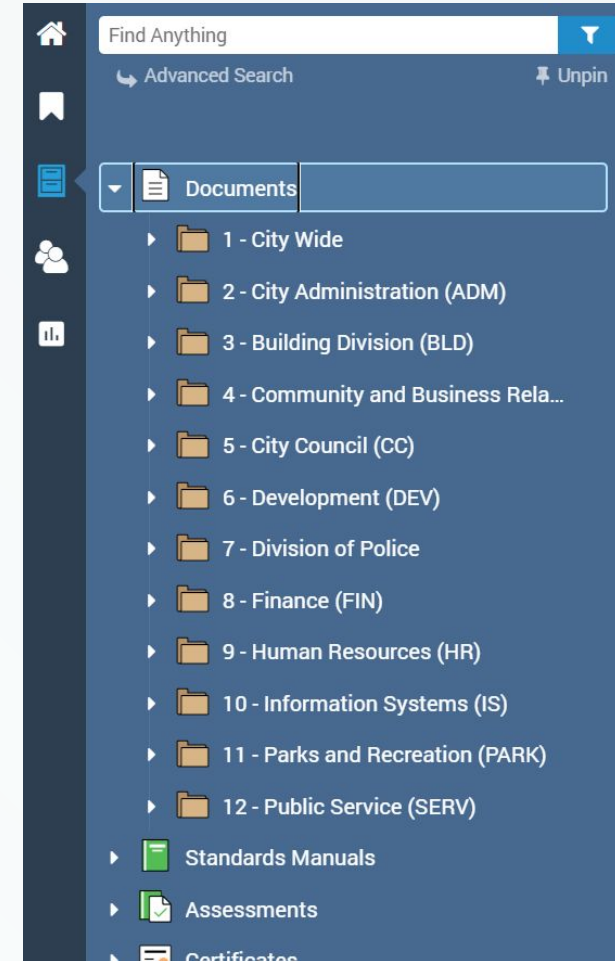 Find Anything
Advanced Search Unpin
Documents
1 - City Wide
2 - City Administration (ADM)
3 - Building Division (BLD)
4 - Community and Business Rela...
5 - City Council (CC)
6 - Development (DEV)
7 - Division of Police
8 - Finance (FIN)
9 - Human Resources (HR)
10 - Information Systems (IS)
11 - Parks and Recreation (PARK)
12 - Public Service (SERV)
Standards Manuals
Assessments
Certificates